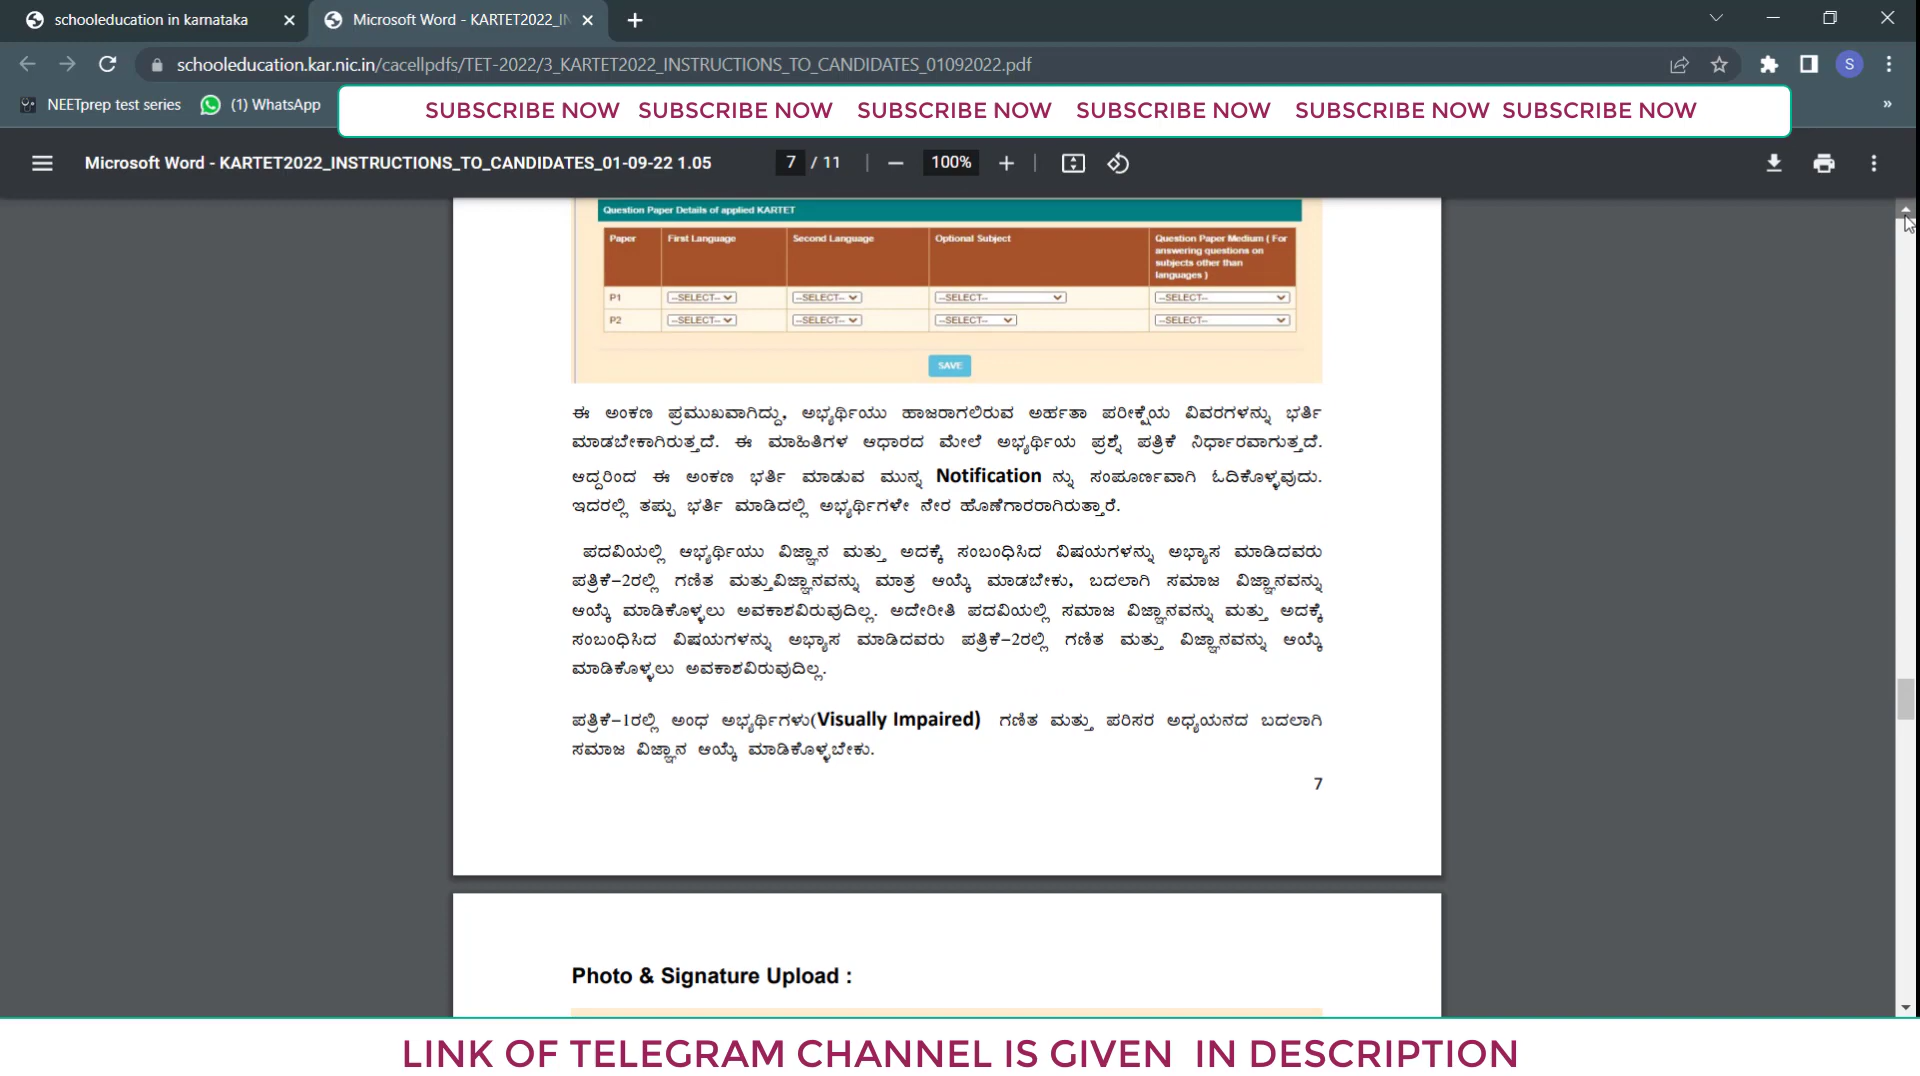 schooleducation in karnataka
Microsoft Word - KARTET2022_IN
schooleducation.kar.nic.in/cacellpdfs/TET-2022/3_KARTET2022_INSTRUCTIONS_TO_CANDIDATES_01092022.pdf
S
NEETprep test series
(1) WhatsApp
SUBSCRIBE NOW SUBSCRIBE NOW SUBSCRIBE NOW SUBSCRIBE NOW SUBSCRIBE NOW SUBSCRIBE NOW
»
Microsoft Word - KARTET2022_INSTRUCTIONS_TO_CANDIDATES_01-09-22 1.05
7 / 11
100%
Question Paper Details of applied KARTET
Paper First Language Second Language Optional Subject Question Paper Medium ( For
answering questions on
subjects other than
languages )
P1 --SELECT-- --SELECT-- --SELECT-- --SELECT--
P2 --SELECT-- --SELECT-- --SELECT-- --SELECT--
SAVE
ಈ ಅಂಕಣ ಪ್ರಮುಖವಾಗಿದ್ದು, ಅಭ್ಯರ್ಥಿಯು ಹಾಜರಾಗಲಿರುವ ಅರ್ಹತಾ ಪರೀಕ್ಷೆಯ ವಿವರಗಳನ್ನು ಭರ್ತಿ
ಮಾಡಬೇಕಾಗಿರುತ್ತದೆ. ಈ ಮಾಹಿತಿಗಳ ಆಧಾರದ ಮೇಲೆ ಅಭ್ಯರ್ಥಿಯ ಪ್ರಶ್ನೆ ಪತ್ರಿಕೆ ನಿರ್ಧಾರವಾಗುತ್ತದೆ.
ಆದ್ದರಿಂದ ಈ ಅಂಕಣ ಭರ್ತಿ ಮಾಡುವ ಮುನ್ನ Notification ನ್ನು ಸಂಪೂರ್ಣವಾಗಿ ಓದಿಕೊಳ್ಳವುದು.
ಇದರಲ್ಲಿ ತಪ್ಪು ಭರ್ತಿ ಮಾಡಿದಲ್ಲಿ ಅಭ್ಯರ್ಥಿಗಳೇ ನೇರ ಹೊಣೆಗಾರರಾಗಿರುತ್ತಾರೆ.
ಪದವಿಯಲ್ಲಿ ಆಭ್ಯರ್ಥಿಯು ವಿಜ್ಞಾನ ಮತ್ತು ಅದಕ್ಕೆ ಸಂಬಂಧಿಸಿದ ವಿಷಯಗಳನ್ನು ಅಭ್ಯಾಸ ಮಾಡಿದವರು
ಪತ್ರಿಕೆ-2ರಲ್ಲಿ ಗಣಿತ ಮತ್ತುವಿಜ್ಞಾನವನ್ನು ಮಾತ್ರ ಆಯ್ಕೆ ಮಾಡಬೇಕು, ಬದಲಾಗಿ ಸಮಾಜ ವಿಜ್ಞಾನವನ್ನು
ಆಯ್ಕೆ ಮಾಡಿಕೊಳ್ಳಲು ಅವಕಾಶವಿರುವುದಿಲ್ಲ. ಅದೇರೀತಿ ಪದವಿಯಲ್ಲಿ ಸಮಾಜ ವಿಜ್ಞಾನವನ್ನು ಮತ್ತು ಅದಕ್ಕೆ
ಸಂಬಂಧಿಸಿದ ವಿಷಯಗಳನ್ನು ಅಭ್ಯಾಸ ಮಾಡಿದವರು ಪತ್ರಿಕೆ-2ರಲ್ಲಿ ಗಣಿತ ಮತ್ತು ವಿಜ್ಞಾನವನ್ನು ಆಯ್ಕೆ
ಮಾಡಿಕೊಳ್ಳಲು ಅವಕಾಶವಿರುವುದಿಲ್ಲ.
ಪತ್ರಿಕೆ-1ರಲ್ಲಿ ಅಂಧ ಅಭ್ಯರ್ಥಿಗಳು(Visually Impaired) ಗಣಿತ ಮತ್ತು ಪರಿಸರ ಅಧ್ಯಯನದ ಬದಲಾಗಿ
ಸಮಾಜ ವಿಜ್ಞಾನ ಆಯ್ಕೆ ಮಾಡಿಕೊಳ್ಳಬೇಕು.
7
Photo & Signature Upload :
LINK OF TELEGRAM CHANNEL IS GIVEN IN DESCRIPTION